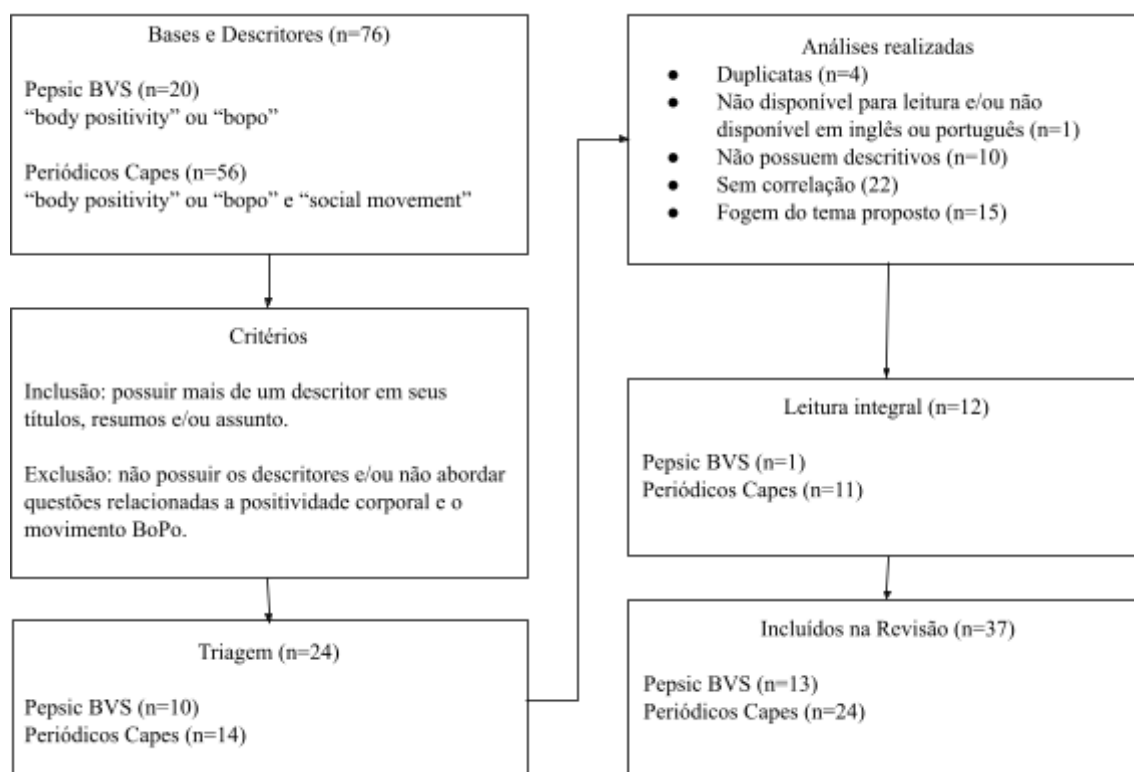 Bases e Descritores (n=76)
Pepsic BVS (n=20)
“body positivity” ou “bopo”
Periódicos Capes (n=56)
“body positivity” ou “bopo” e “social movement”
Critérios
Inclusão: possuir mais de um descritor em seus
títulos, resumos e/ou assunto.
Exclusão: não possuir os descritores e/ou não abordar
questões relacionadas a positividade corporal e o
movimento BoPo.
Triagem (n=24)
Pepsic BVS (n=10)
Periódicos Capes (n=14)
Análises realizadas
● Duplicatas (n=4)
● Não disponível para leitura e/ou não
disponível em inglês ou português (n=1)
● Não possuem descritivos (n=10)
● Sem correlação (22)
● Fogem do tema proposto (n=15)
Leitura integral (n=12)
Pepsic BVS (n=1)
Periódicos Capes (n=11)
Incluídos na Revisão (n=37)
Pepsic BVS (n=13)
Periódicos Capes (n=24)